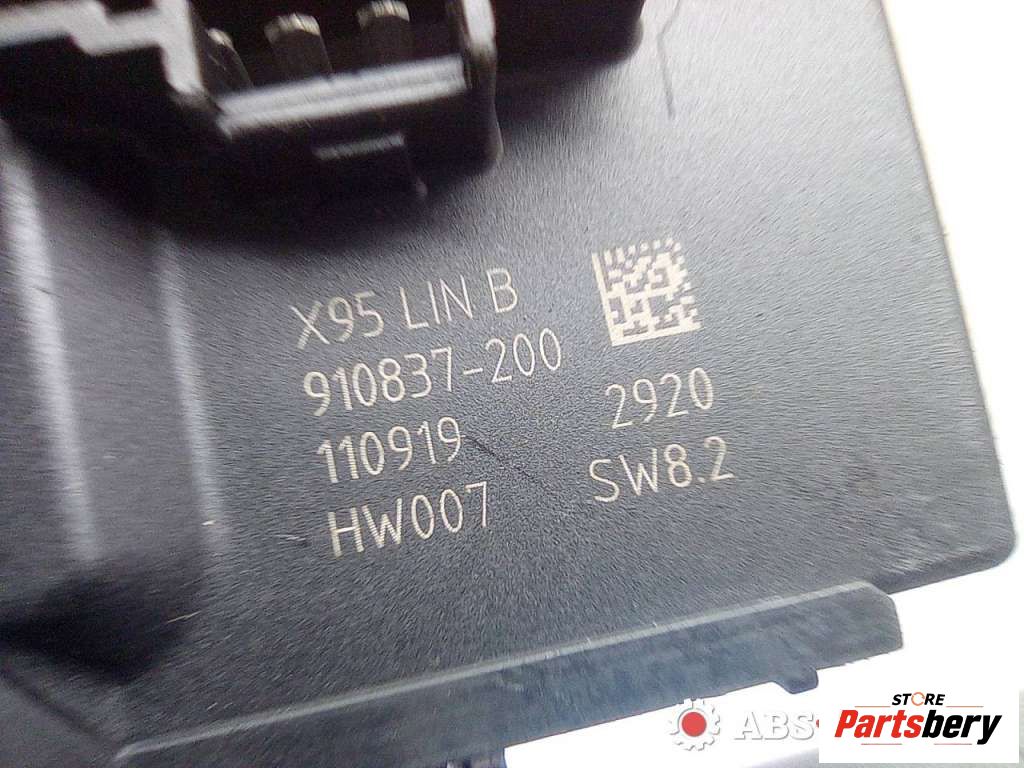 X95 LIN B
910837-200
110919 2920
HW007 SW8.2
ABS
STORE
Partsbery